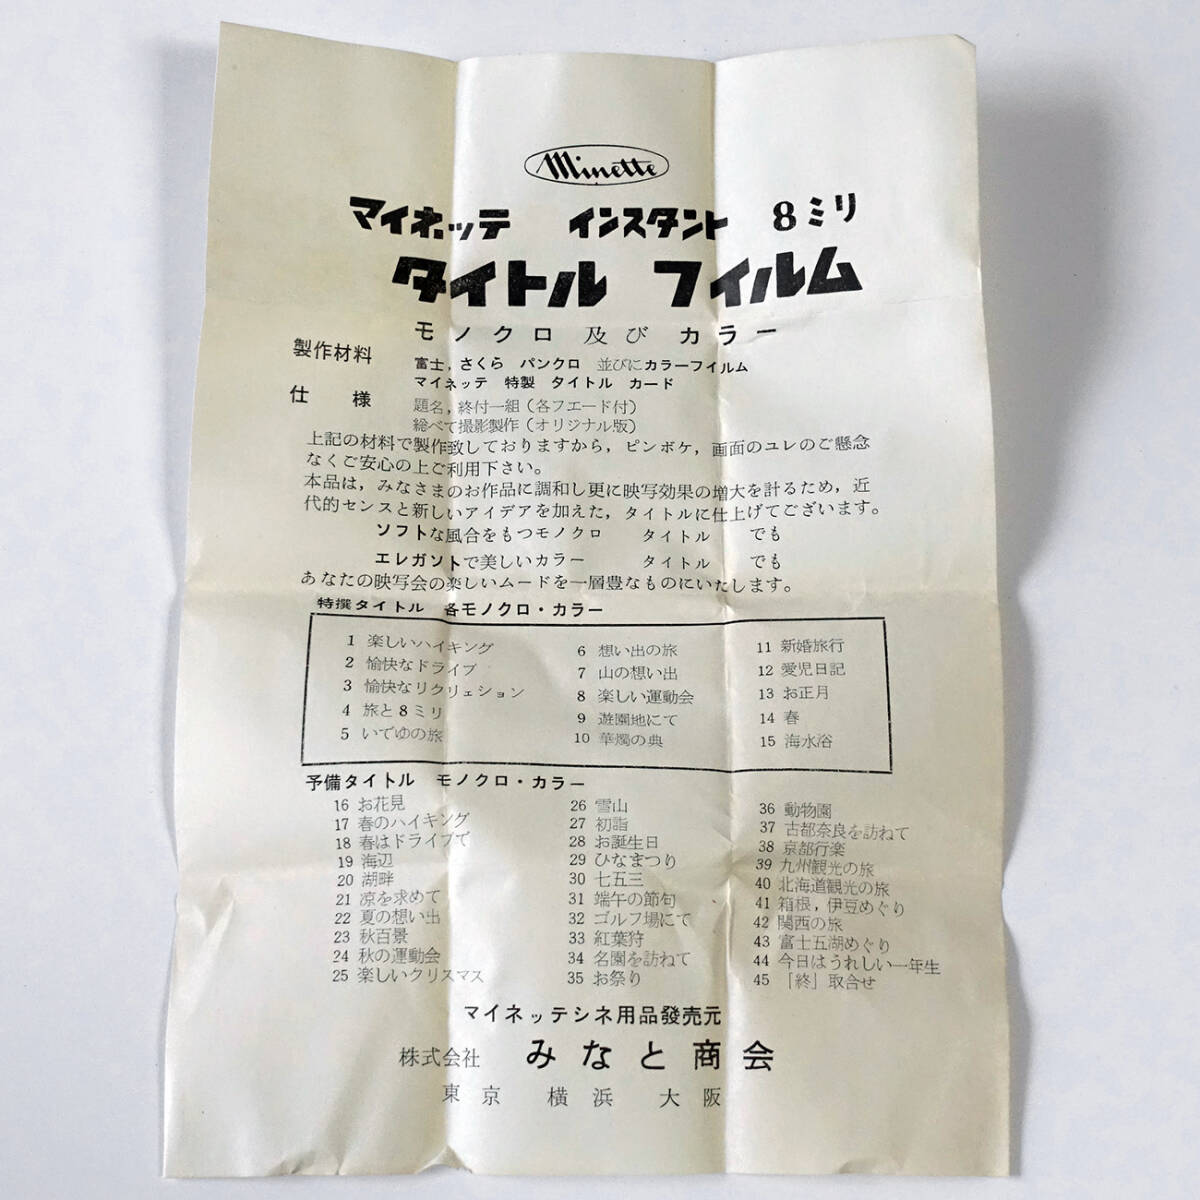 Minette
マイネッテ インスタント 8ミリ
タイトル フイルム
モノクロ 及び カラー
製作材料 富士，さくら パンクロ 並びにカラーフイルム
マイネッテ 特製 タイトル カード
仕様 題名，終付一組（各フエード付）
総べて撮影製作（オリジナル版）
上記の材料で製作致しておりますから，ピンボケ，画面のユレのご懸念
なくご安心の上ご利用下さい。
本品は，みなさまのお作品に調和し更に映写効果の増大を計るため，近
代的センスと新しいアイデアを加えた，タイトルに仕上げてございます。
ソフトな風合をもつモノクロ タイトル でも
エレガントで美しいカラー タイトル でも
あなたの映写会の楽しいムードを一層豊なものにいたします。
特撰タイトル 各モノクロ・カラー
1 楽しいハイキング
2 愉快なドライブ
3 愉快なリクリェション
4 旅と8ミリ
5 いでゆの旅
6 想い出の旅
7 山の想い出
8 楽しい運動会
9 遊園地にて
10 華燭の典
11 新婚旅行
12 愛児日記
13 お正月
14 春
15 海水浴
予備タイトル モノクロ・カラー
16 お花見
17 春のハイキング
18 春はドライブで
19 海辺
20 湖畔
21 凉を求めて
22 夏の想い出
23 秋百景
24 秋の運動会
25 楽しいクリスマス
26 雪山
27 初詣
28 お誕生日
29 ひなまつり
30 七五三
31 端午の節句
32 ゴルフ場にて
33 紅葉狩
34 名園を訪ねて
35 お祭り
36 動物園
37 古都奈良を訪ねて
38 京都行楽
39 九州観光の旅
40 北海道観光の旅
41 箱根，伊豆めぐり
42 関西の旅
43 富士五湖めぐり
44 今日はうれしい一年生
45 「終」取合せ
マイネッテシネ用品發売元
株式会社 みなと商会
東京 横浜 大阪